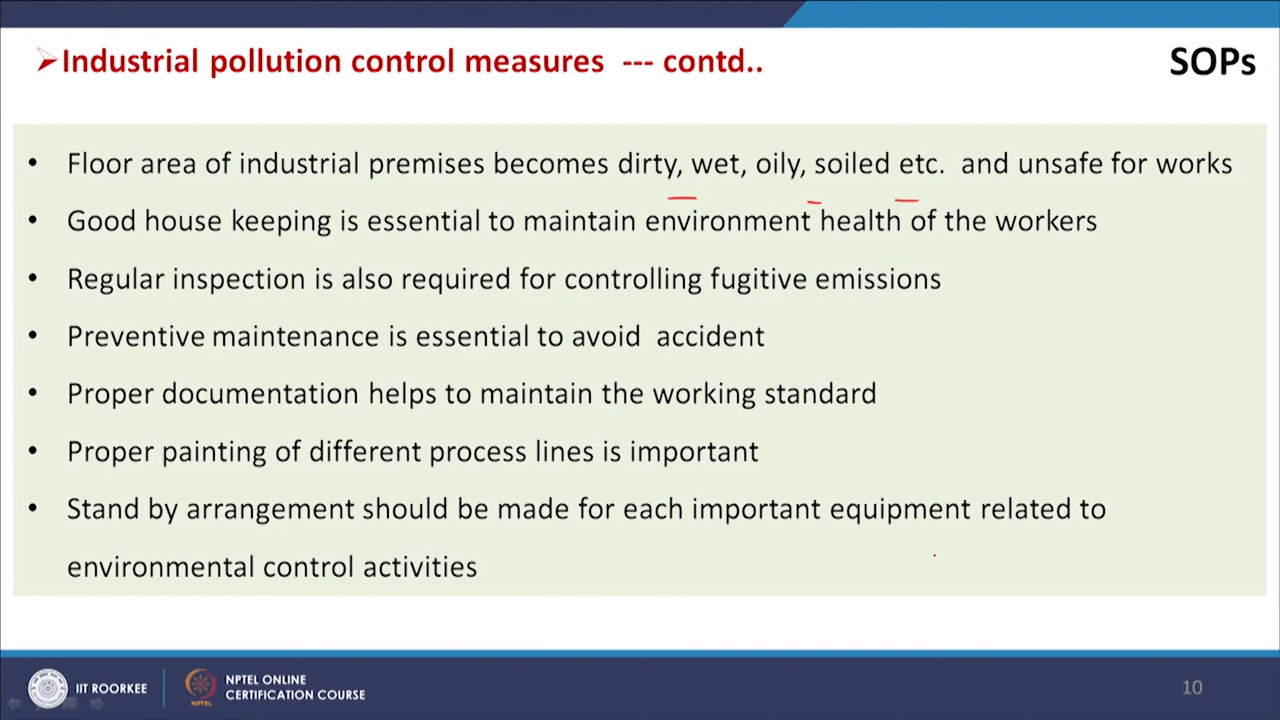 Industrial pollution control measures --- contd..
SOPs
• Floor area of industrial premises becomes dirty, wet, oily, soiled etc. and unsafe for works
• Good house keeping is essential to maintain environment health of the workers
• Regular inspection is also required for controlling fugitive emissions
• Preventive maintenance is essential to avoid accident
• Proper documentation helps to maintain the working standard
• Proper painting of different process lines is important
• Stand by arrangement should be made for each important equipment related to
environmental control activities
IIT ROORKEE
NPTEL ONLINE
CERTIFICATION COURSE
NPTEL
10